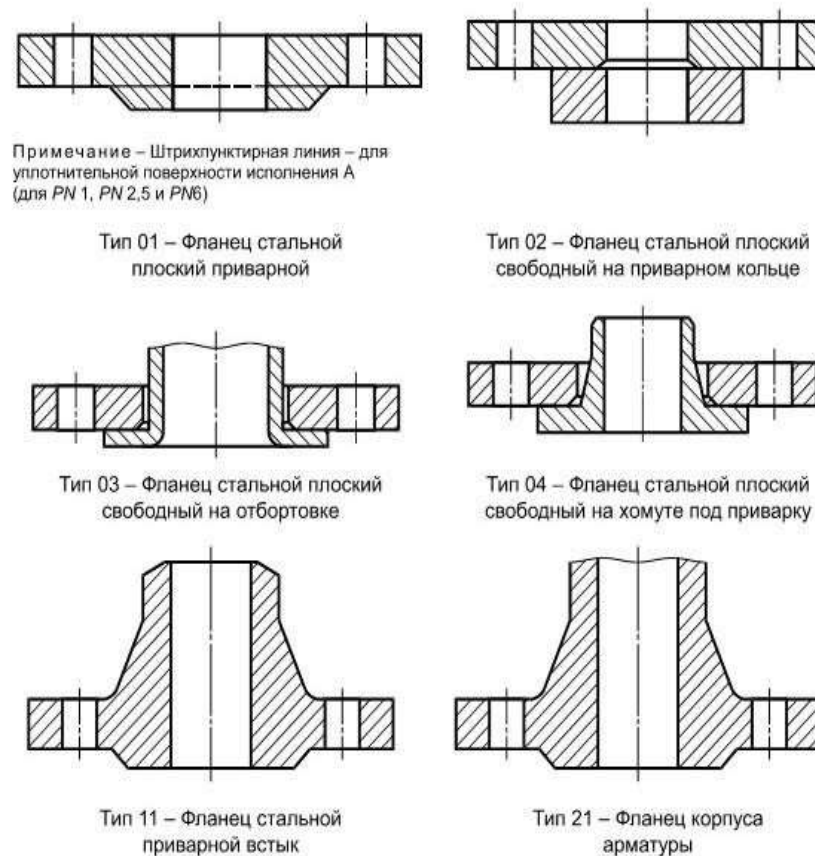 Примечание – Штрихпунктирная линия – для
уплотнительной поверхности исполнения А
(для PN 1, PN 2,5 и PN6)
Тип 01 – Фланец стальной
плоский приварной
Тип 02 – Фланец стальной плоский
свободный на приварном кольце
Тип 03 – Фланец стальной плоский
свободный на отбортовке
Тип 04 – Фланец стальной плоский
свободный на хомуте под приварку
Тип 11 – Фланец стальной
приварной встык
Тип 21 – Фланец корпуса
арматуры